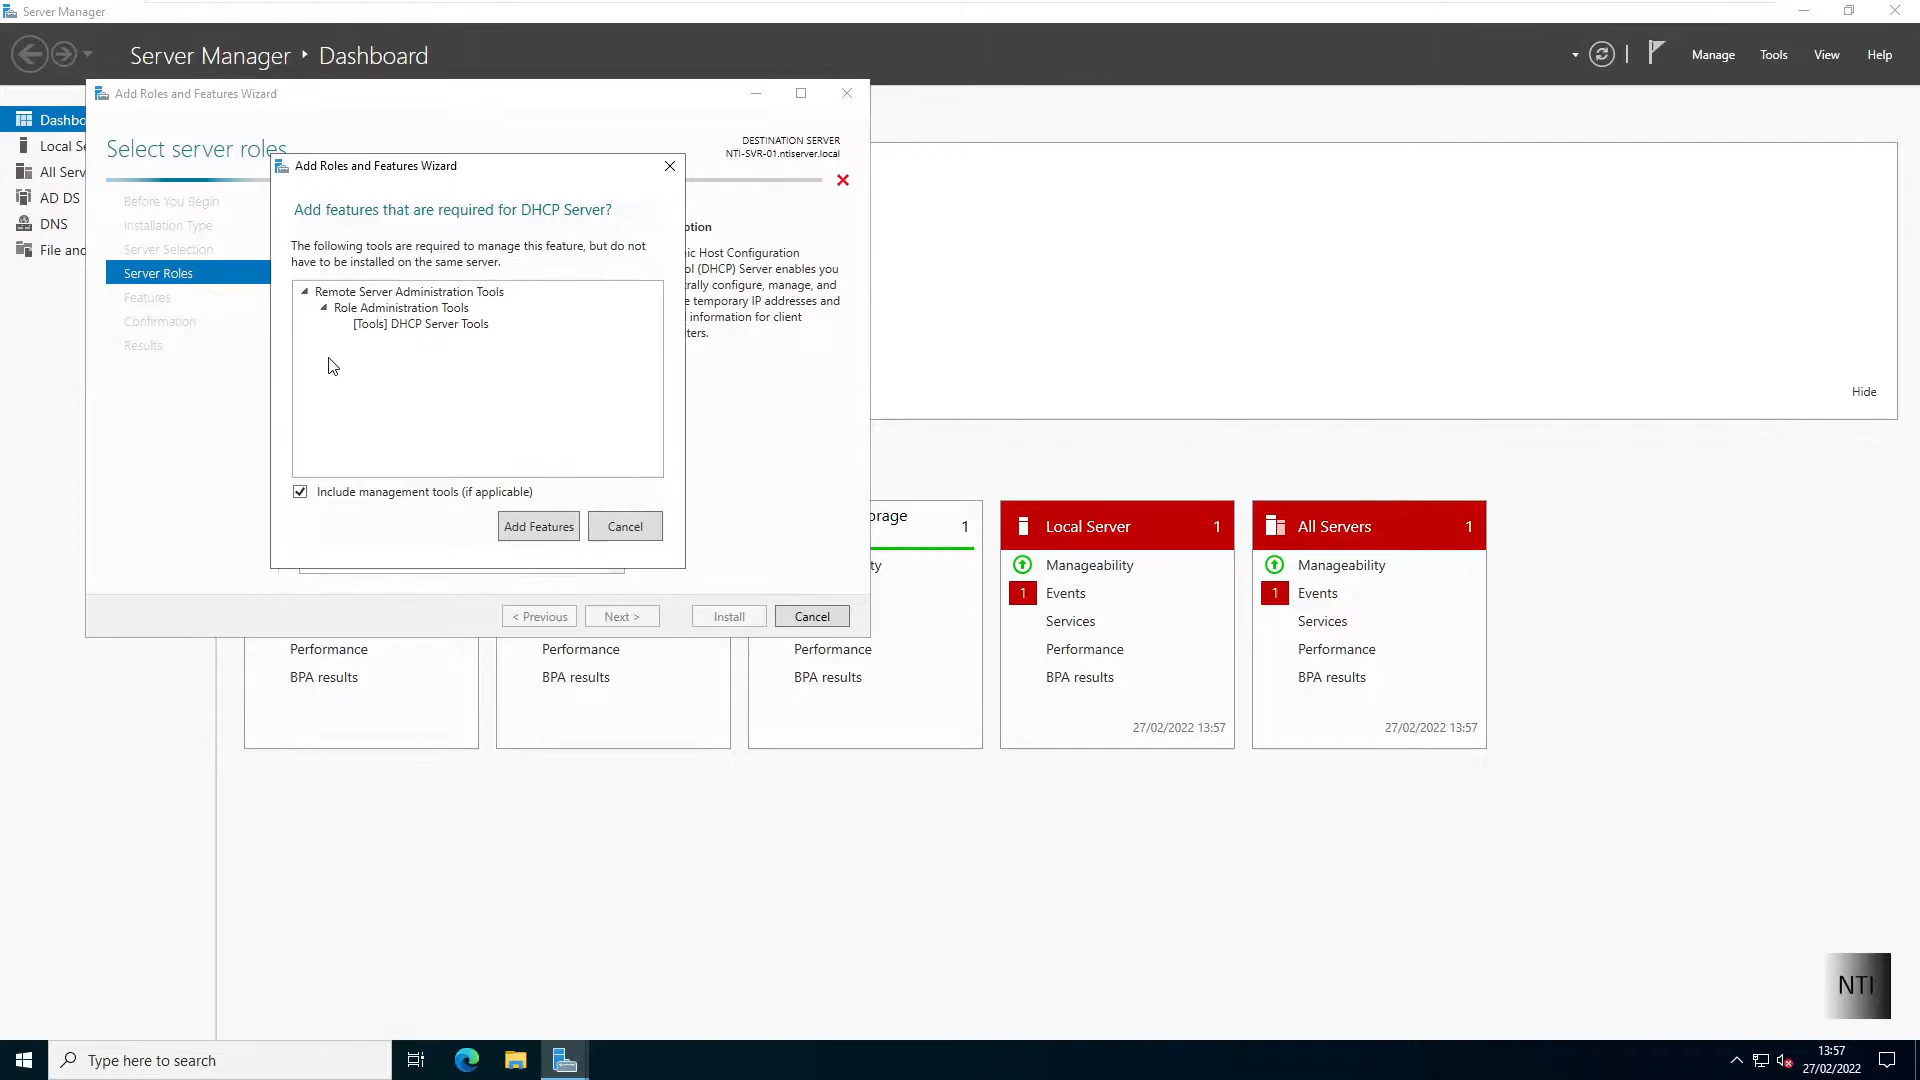 Server Manager
Server Manager
Dashboard
Manage
Tools
View
Help
Add Roles and Features Wizard
Dashbo
Local Se
All Serv
AD DS
DNS
File and
Select server roles
DESTINATION SERVER
NTI-SVR-01.ntiserver.local
Before You Begin
Installation Type
Server Selection
Server Roles
Features
Confirmation
Results
Add Roles and Features Wizard
Add features that are required for DHCP Server?
The following tools are required to manage this feature, but do not
have to be installed on the same server.
Remote Server Administration Tools
Role Administration Tools
[Tools] DHCP Server Tools
Include management tools (if applicable)
Add Features
Cancel
ption
ic Host Configuration
ol (DHCP) Server enables you
trally configure, manage, and
e temporary IP addresses and
l information for client
ters.
< Previous
Next >
Install
Cancel
Hide
orage
1
ty
Performance
BPA results
Performance
BPA results
Performance
BPA results
Local Server
1
Manageability
1
Events
Services
Performance
BPA results
27/02/2022 13:57
All Servers
1
Manageability
1
Events
Services
Performance
BPA results
27/02/2022 13:57
NTI
Type here to search
13:57
27/02/2022